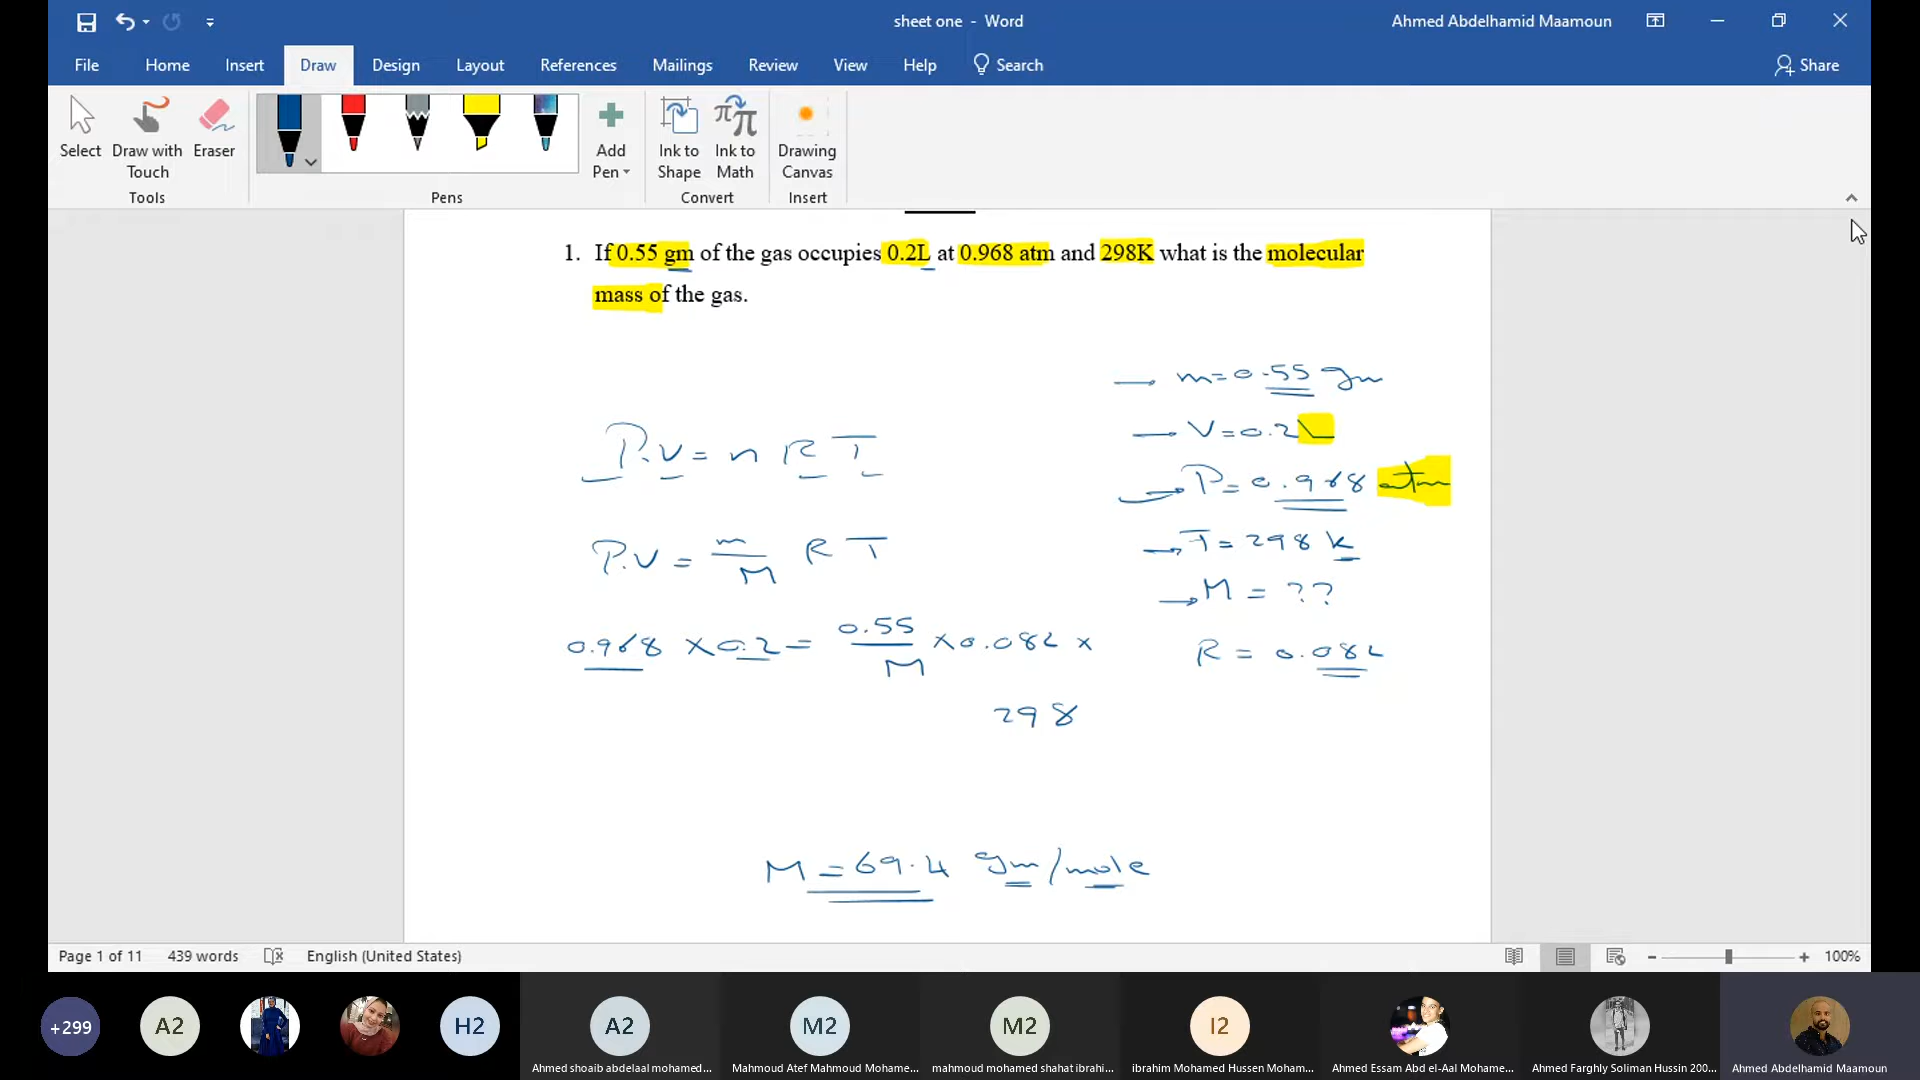 sheet one - Word
Ahmed Abdelhamid Maamoun
File Home Insert Draw Design Layout References Mailings Review View Help Search Share
Select
Draw with Touch
Eraser
Add Pen
Ink to Shape
Ink to Math
Drawing Canvas
Tools
Pens
Convert
Insert
1. If 0.55 gm of the gas occupies 0.2L at 0.968 atm and 298K what is the molecular
mass of the gas.
m=0.55 gm
V=0.2L
P=0.968 atm
T=298 k
M = ??
R = 0.082
P.V = n R T
P.V = m/M R T
0.968 × 0.2 = 0.55/M × 0.082 ×
298
M = 69.4 gm/mole
Page 1 of 11 439 words English (United States) 100%
+299
A2
H2
A2
M2
M2
I2
Ahmed shoaib abdelaal mohamed...
Mahmoud Atef Mahmoud Mohame...
mahmoud mohamed shahat ibrahi...
ibrahim Mohamed Hussen Moham...
Ahmed Essam Abd el-Aal Mohame...
Ahmed Farghly Soliman Hussin 200...
Ahmed Abdelhamid Maamoun